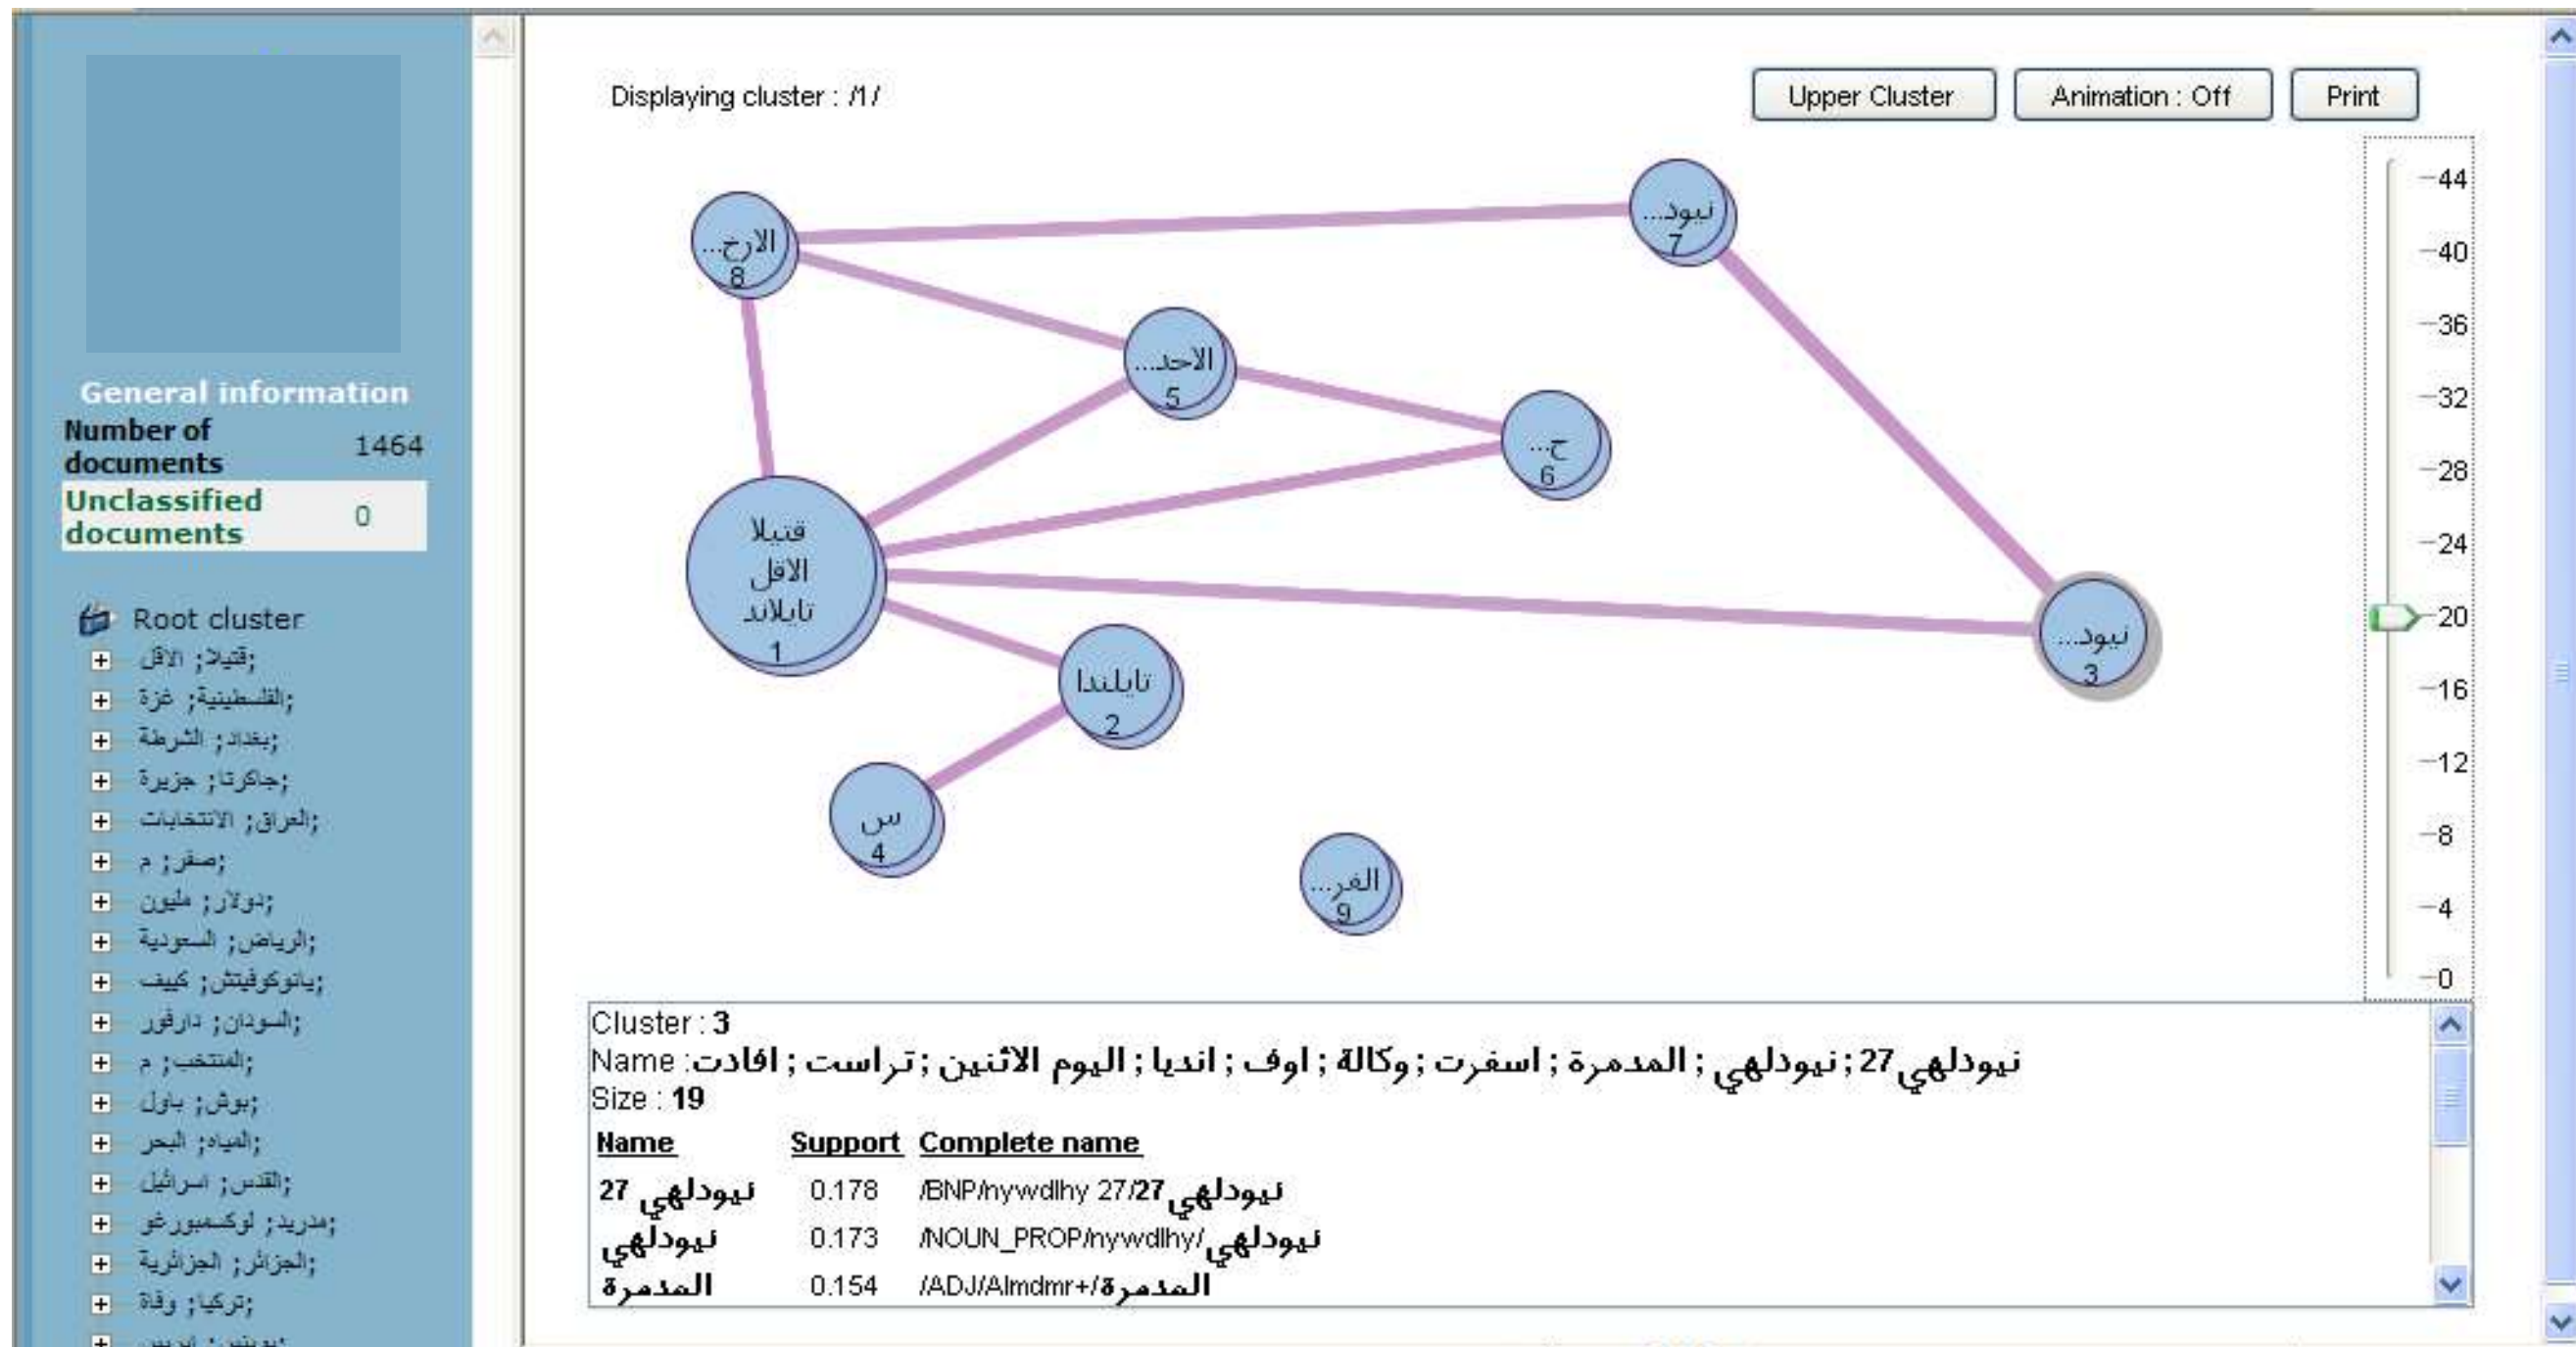 General information
Number of documents 1464
Unclassified documents 0
Root cluster
قتيلا; الاقل;
الفلسطينية; غزة;
بغداد; الشرطة;
جاكرتا; جزيرة;
العراق; الانتخابات;
صفر; م;
دولار; مليون;
الرياض; السعودية;
يانوكوفيتش; كييف;
السودان; دارفور;
المنتخب; م;
بوش; باول;
المياه; البحر;
القدس; اسرائيل;
مدريد; لوكسمبورغو;
الجزائر; الجزائرية;
تركيا; وفاة;
Displaying cluster : /1/
Upper Cluster
Animation : Off
Print
الارخ...
8
نيود...
7
الاحد...
5
ح...
6
قتيلا
الاقل
تايلاند
1
تايلندا
2
نيود...
3
س
4
الفر...
9
44
40
36
32
28
24
20
16
12
8
4
0
Cluster : 3
Name : نيودلهي 27 ; نيودلهي ; المدمرة ; اسفرت ; وكالة ; اوف ; انديا ; اليوم الاثنين ; تراست ; افادت
Size : 19
Name Support Complete name
نيودلهي 27 0.178 /BNP/nywdlhy 27/نيودلهي 27
نيودلهي 0.173 /NOUN_PROP/nywdlhy/نيودلهي
المدمرة 0.154 /ADJ/Almdmr+/المدمرة